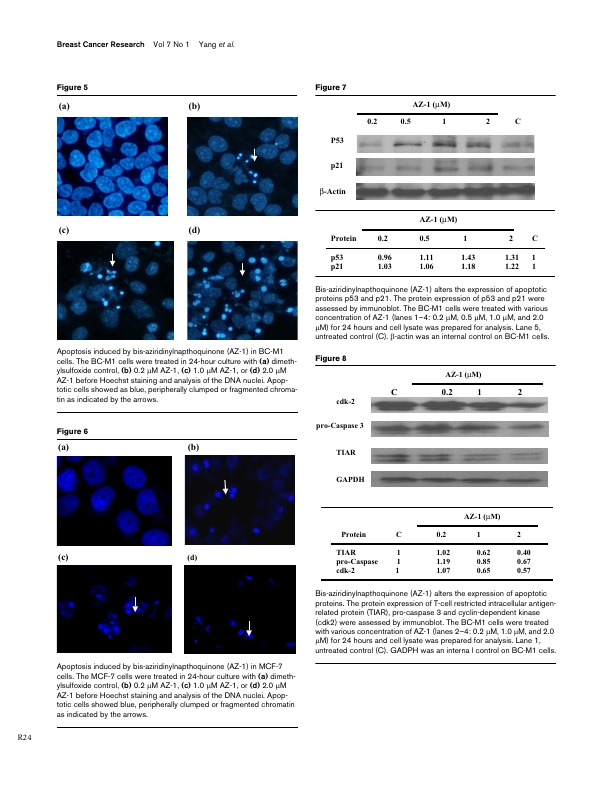 Breast Cancer Research Vol 7 No 1 Yang et al.
Figure 5
(a)
(b)
(c)
(d)
Apoptosis induced by bis-aziridinylnapthoquinone (AZ-1) in BC-M1
cells. The BC-M1 cells were treated in 24-hour culture with (a) dimeth-
ylsulfoxide control, (b) 0.2 μM AZ-1, (c) 1.0 μM AZ-1, or (d) 2.0 μM
AZ-1 before Hoechst staining and analysis of the DNA nuclei. Apop-
totic cells showed as blue, peripherally clumped or fragmented chroma-
tin as indicated by the arrows.
Figure 6
(a)
(b)
(c)
(d)
Apoptosis induced by bis-aziridinylnapthoquinone (AZ-1) in MCF-7
cells. The MCF-7 cells were treated in 24-hour culture with (a) dimeth-
ylsulfoxide control, (b) 0.2 μM AZ-1, (c) 1.0 μM AZ-1, or (d) 2.0 μM
AZ-1 before Hoechst staining and analysis of the DNA nuclei. Apop-
totic cells showed blue, peripherally clumped or fragmented chromatin
as indicated by the arrows.
Figure 7
AZ-1 (μM)
0.2 0.5 1 2 C
P53
p21
β-Actin
AZ-1 (μM)
Protein 0.2 0.5 1 2 C
p53 0.96 1.11 1.43 1.31 1
p21 1.03 1.06 1.18 1.22 1
Bis-aziridinylnapthoquinone (AZ-1) alters the expression of apoptotic
proteins p53 and p21. The protein expression of p53 and p21 were
assessed by immunoblot. The BC-M1 cells were treated with various
concentration of AZ-1 (lanes 1–4: 0.2 μM, 0.5 μM, 1.0 μM, and 2.0
μM) for 24 hours and cell lysate was prepared for analysis. Lane 5,
untreated control (C). β-actin was an internal control on BC-M1 cells.
Figure 8
AZ-1 (μM)
C 0.2 1 2
cdk-2
pro-Caspase 3
TIAR
GAPDH
AZ-1 (μM)
Protein C 0.2 1 2
TIAR 1 1.02 0.62 0.40
pro-Caspase 1 1.19 0.85 0.67
cdk-2 1 1.07 0.65 0.57
Bis-aziridinylnapthoquinone (AZ-1) alters the expression of apoptotic
proteins. The protein expression of T-cell restricted intracellular antigen-
related protein (TIAR), pro-caspase 3 and cyclin-dependent kinase
(cdk2) were assessed by immunoblot. The BC-M1 cells were treated
with various concentration of AZ-1 (lanes 2–4: 0.2 μM, 1.0 μM, and 2.0
μM) for 24 hours and cell lysate was prepared for analysis. Lane 1,
untreated control (C). GADPH was an interna l control on BC-M1 cells.
R24